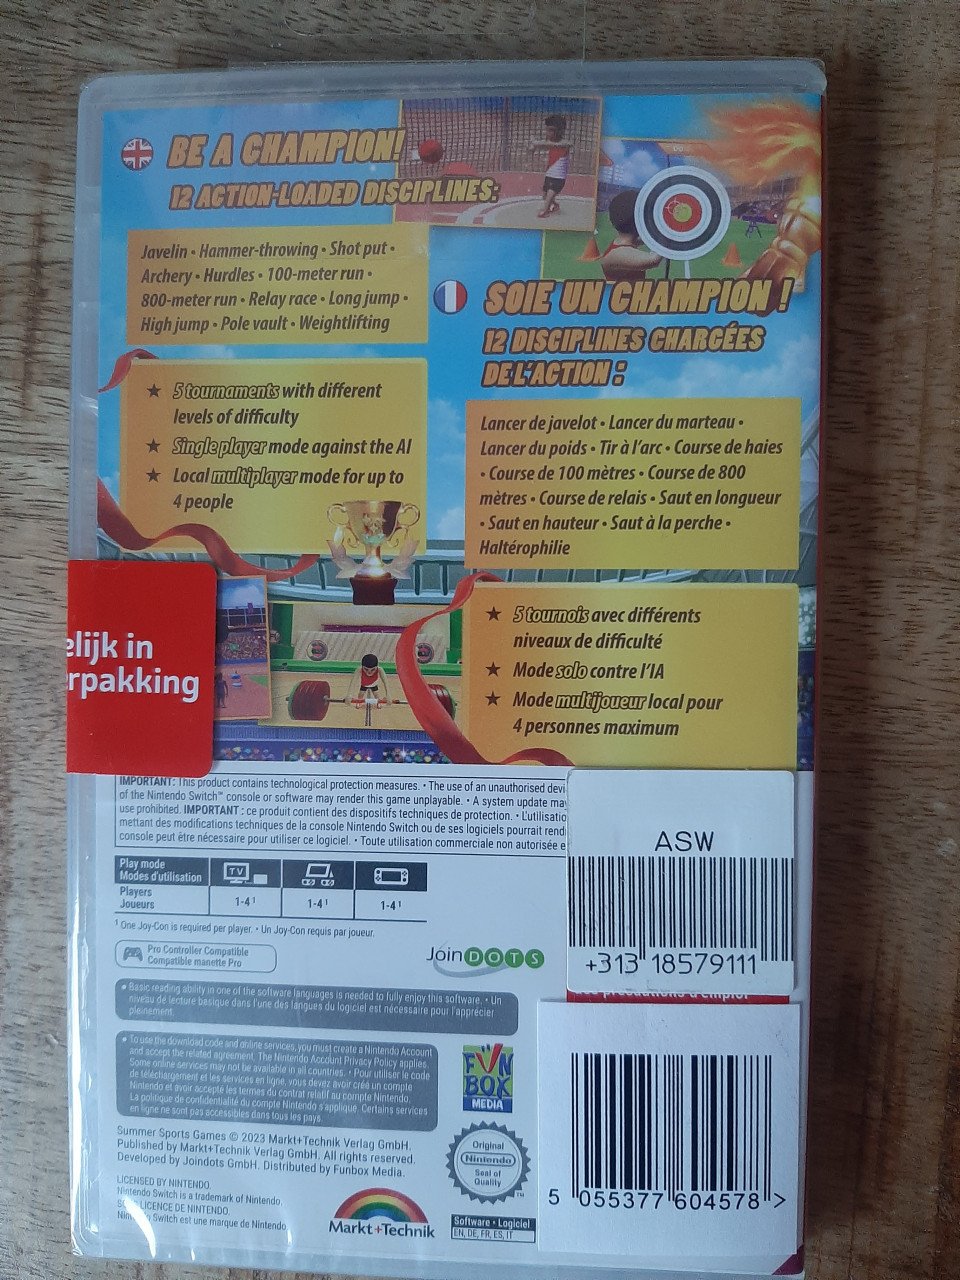 BE A CHAMPION!
12 ACTION-LOADED DISCIPLINES:
Javelin • Hammer-throwing • Shot put •
Archery • Hurdles • 100-meter run •
800-meter run • Relay race • Long jump •
High jump • Pole vault • Weightlifting
★ 5 tournaments with different
levels of difficulty
★ Single player mode against the AI
★ Local multiplayer mode for up to
4 people
SOIE UN CHAMPION !
12 DISCIPLINES CHARGÉES
DE L'ACTION :
Lancer de javelot • Lancer du marteau •
Lancer du poids • Tir à l'arc • Course de haies
• Course de 100 mètres • Course de 800
mètres • Course de relais • Saut en longueur
• Saut en hauteur • Saut à la perche •
Haltérophilie
★ 5 tournois avec différents
niveaux de difficulté
★ Mode solo contre l'IA
★ Mode multijoueur local pour
4 personnes maximum
elijk in
rpakking
IMPORTANT: This product contains technological protection measures. • The use of an unauthorised devi
of the Nintendo Switch™ console or software may render this game unplayable. • A system update may
use prohibited. IMPORTANT : ce produit contient des dispositifs techniques de protection. • L'utilisatio
mettant des modifications techniques de la console Nintendo Switch ou de ses logiciels pourrait rend
console peut être nécessaire pour utiliser ce logiciel. • Toute utilisation commerciale non autorisée e
Play mode
Modes d'utilisation
TV
Players
Joueurs
1-4¹ 1-4¹ 1-4¹
¹ One Joy-Con is required per player. • Un Joy-Con requis par joueur.
Pro Controller Compatible
Compatible manette Pro
Join DOTS
ASW
+313 18579111
• Basic reading ability in one of the software languages is needed to fully enjoy this software. • Un
niveau de lecture basique dans l'une des langues du logiciel est nécessaire pour l'apprécier
pleinement.
• To use the download code and online services, you must create a Nintendo Account
and accept the related agreement. The Nintendo Account Privacy Policy applies.
Some online services may not be available in all countries. • Pour utiliser le code
de téléchargement et les services en ligne, vous devez avoir créé un compte
Nintendo et avoir accepté les termes du contrat relatif au compte Nintendo.
La politique de confidentialité du compte Nintendo s'applique. Certains services
en ligne ne sont pas accessibles dans tous les pays.
FUN
BOX
MEDIA
Summer Sports Games © 2023 Markt+Technik Verlag GmbH.
Published by Markt+Technik Verlag GmbH. All rights reserved.
Developed by Joindots GmbH. Distributed by Funbox Media.
LICENSED BY NINTENDO.
Nintendo Switch is a trademark of Nintendo.
SOUS LICENCE DE NINTENDO.
Nintendo Switch est une marque de Nintendo.
Markt+Technik
Original
Nintendo
Seal of
Quality
™
Software • Logiciel
EN, DE, FR, ES, IT
5 055377 604578 >